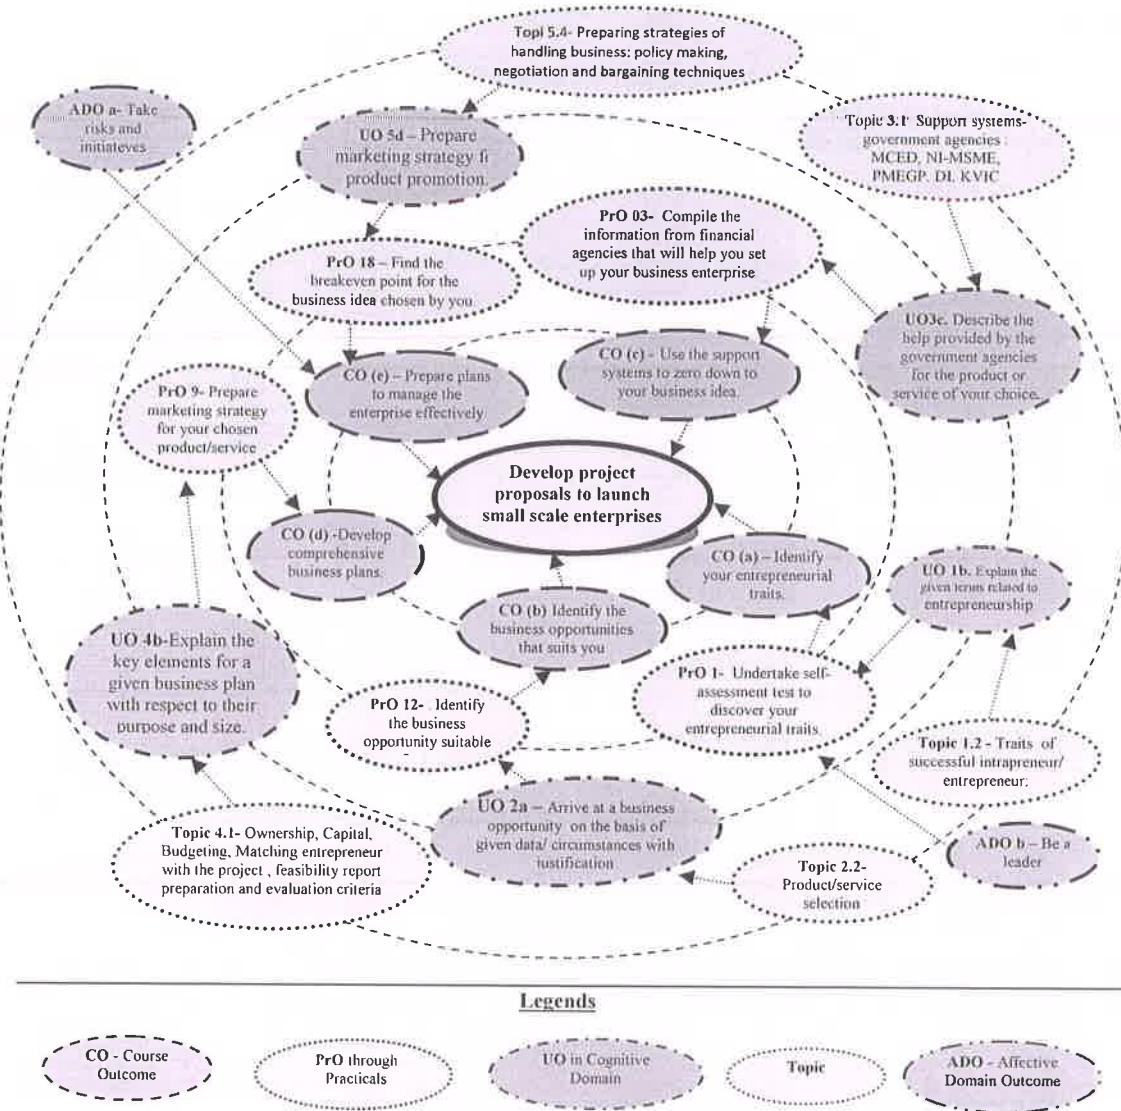 Topi 5.4- Preparing strategies of
handling business: policy making,
negotiation and bargaining techniques
ADO a- Take
risks and
initiateves
UO 5d – Prepare
marketing strategy f
product promotion.
Topic 3.1 Support systems-
government agencies :
MCED, NI-MSME,
PMEGP. DI, KVIC
PrO 03- Compile the
information from financial
agencies that will help you set
up your business enterprise
PrO 18 – Find the
breakeven point for the
business idea chosen by you
UO3c. Describe the
help provided by the
government agencies
for the product or
service of your choice.
CO (e) – Prepare plans
to manage the
enterprise effectively
CO (c) - Use the support
systems to zero down to
your business idea.
PrO 9- Prepare
marketing strategy
for your chosen
product/service
Develop project
proposals to launch
small scale enterprises
CO (d) -Develop
comprehensive
business plans.
CO (a) – Identify
your entrepreneurial
traits.
UO 1b. Explain the
given terms related to
entrepreneurship
CO (b) Identify the
business opportunities
that suits you
UO 4b-Explain the
key elements for a
given business plan
with respect to their
purpose and size.
PrO 1- Undertake self-
assessment test to
discover your
entrepreneurial traits
PrO 12- Identify
the business
opportunity suitable
Topic 1.2 - Traits of
successful intrapreneur/
entrepreneur.
UO 2a – Arrive at a business
opportunity on the basis of
given data/ circumstances with
justification
Topic 4.1- Ownership, Capital,
Budgeting, Matching entrepreneur
with the project , feasibility report
preparation and evaluation criteria
ADO b – Be a
leader
Topic 2.2-
Product/service
selection
Legends
CO - Course
Outcome
PrO through
Practicals
UO in Cognitive
Domain
Topic
ADO - Affective
Domain Outcome